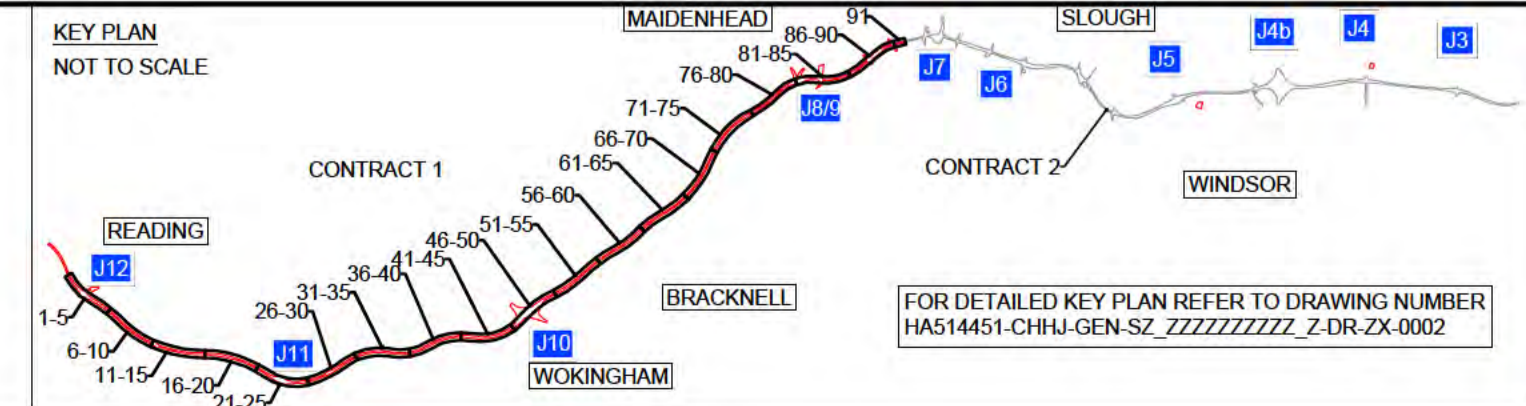 KEY PLAN
NOT TO SCALE
MAIDENHEAD
91
SLOUGH
86-90
81-85
76-80
J8/9
J7
J6
J5
J4b
J4
J3
71-75
66-70
61-65
56-60
51-55
46-50
41-45
36-40
31-35
26-30
CONTRACT 1
CONTRACT 2
WINDSOR
READING
J12
1-5
6-10
11-15
16-20
21-25
J11
J10
WOKINGHAM
BRACKNELL
FOR DETAILED KEY PLAN REFER TO DRAWING NUMBER
HA514451-CHHJ-GEN-SZ_ZZZZZZZZZZ_Z-DR-ZX-0002